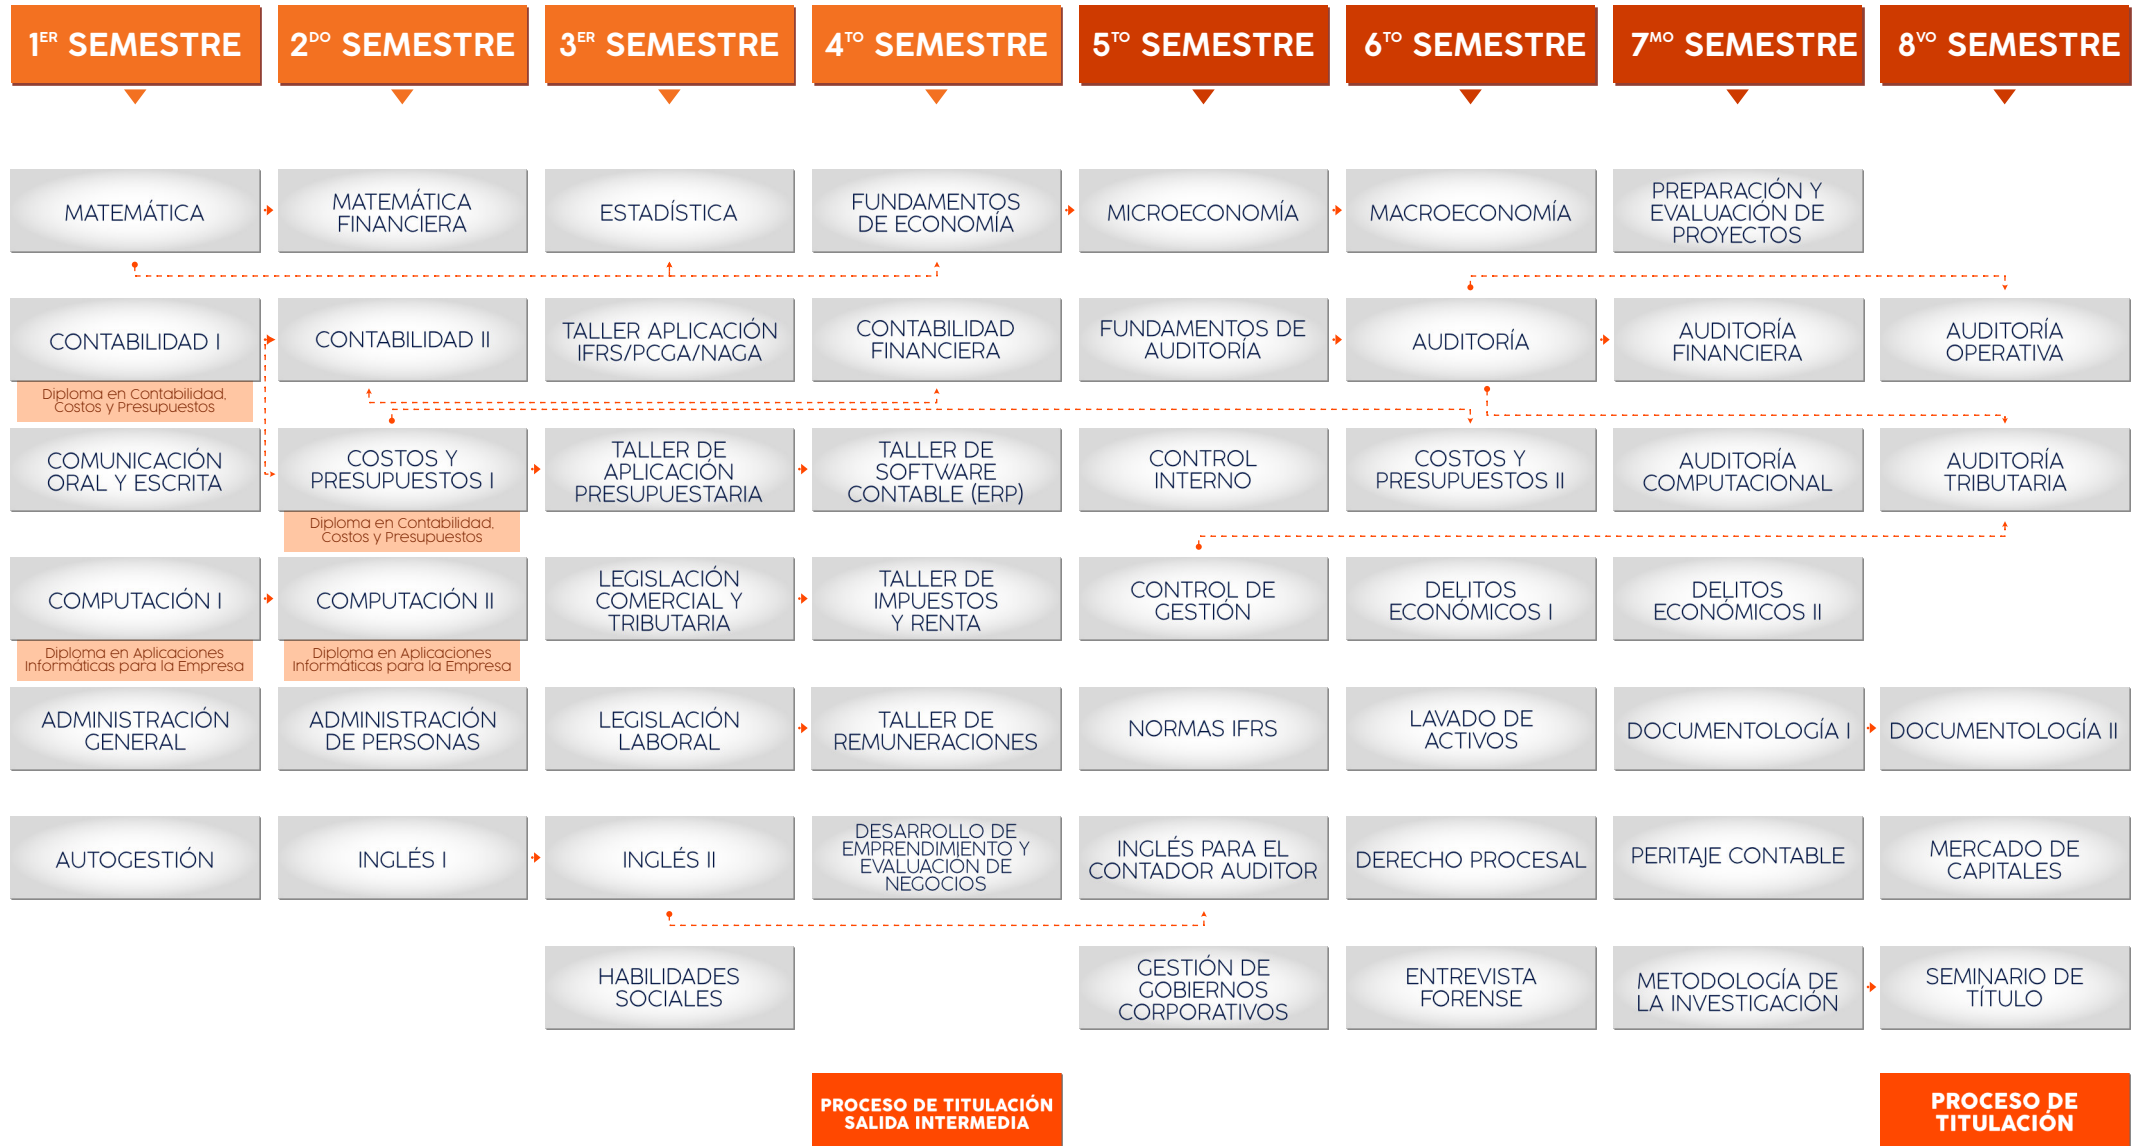 1ER SEMESTRE
2DO SEMESTRE
3ER SEMESTRE
4TO SEMESTRE
5TO SEMESTRE
6TO SEMESTRE
7MO SEMESTRE
8VO SEMESTRE
MATEMÁTICA
MATEMÁTICA
FINANCIERA
ESTADÍSTICA
FUNDAMENTOS
DE ECONOMÍA
MICROECONOMÍA
MACROECONOMÍA
PREPARACIÓN Y
EVALUACIÓN DE
PROYECTOS
CONTABILIDAD I
Diploma en Contabilidad,
Costos y Presupuestos
CONTABILIDAD II
TALLER APLICACIÓN
IFRS/PCGA/NAGA
CONTABILIDAD
FINANCIERA
FUNDAMENTOS DE
AUDITORÍA
AUDITORÍA
AUDITORÍA
FINANCIERA
AUDITORÍA
OPERATIVA
COMUNICACIÓN
ORAL Y ESCRITA
COSTOS Y
PRESUPUESTOS I
Diploma en Contabilidad,
Costos y Presupuestos
TALLER DE
APLICACIÓN
PRESUPUESTARIA
TALLER DE
SOFTWARE
CONTABLE (ERP)
CONTROL
INTERNO
COSTOS Y
PRESUPUESTOS II
AUDITORÍA
COMPUTACIONAL
AUDITORÍA
TRIBUTARIA
COMPUTACIÓN I
Diploma en Aplicaciones
Informáticas para la Empresa
COMPUTACIÓN II
Diploma en Aplicaciones
Informáticas para la Empresa
LEGISLACIÓN
COMERCIAL Y
TRIBUTARIA
TALLER DE
IMPUESTOS
Y RENTA
CONTROL DE
GESTIÓN
DELITOS
ECONÓMICOS I
DELITOS
ECONÓMICOS II
ADMINISTRACIÓN
GENERAL
ADMINISTRACIÓN
DE PERSONAS
LEGISLACIÓN
LABORAL
TALLER DE
REMUNERACIONES
NORMAS IFRS
LAVADO DE
ACTIVOS
DOCUMENTOLOGÍA I
DOCUMENTOLOGÍA II
AUTOGESTIÓN
INGLÉS I
INGLÉS II
DESARROLLO DE
EMPRENDIMIENTO Y
EVALUACIÓN DE
NEGOCIOS
INGLÉS PARA EL
CONTADOR AUDITOR
DERECHO PROCESAL
PERITAJE CONTABLE
MERCADO DE
CAPITALES
HABILIDADES
SOCIALES
GESTIÓN DE
GOBIERNOS
CORPORATIVOS
ENTREVISTA
FORENSE
METODOLOGÍA DE
LA INVESTIGACIÓN
SEMINARIO DE
TÍTULO
PROCESO DE TITULACIÓN
SALIDA INTERMEDIA
PROCESO DE
TITULACIÓN